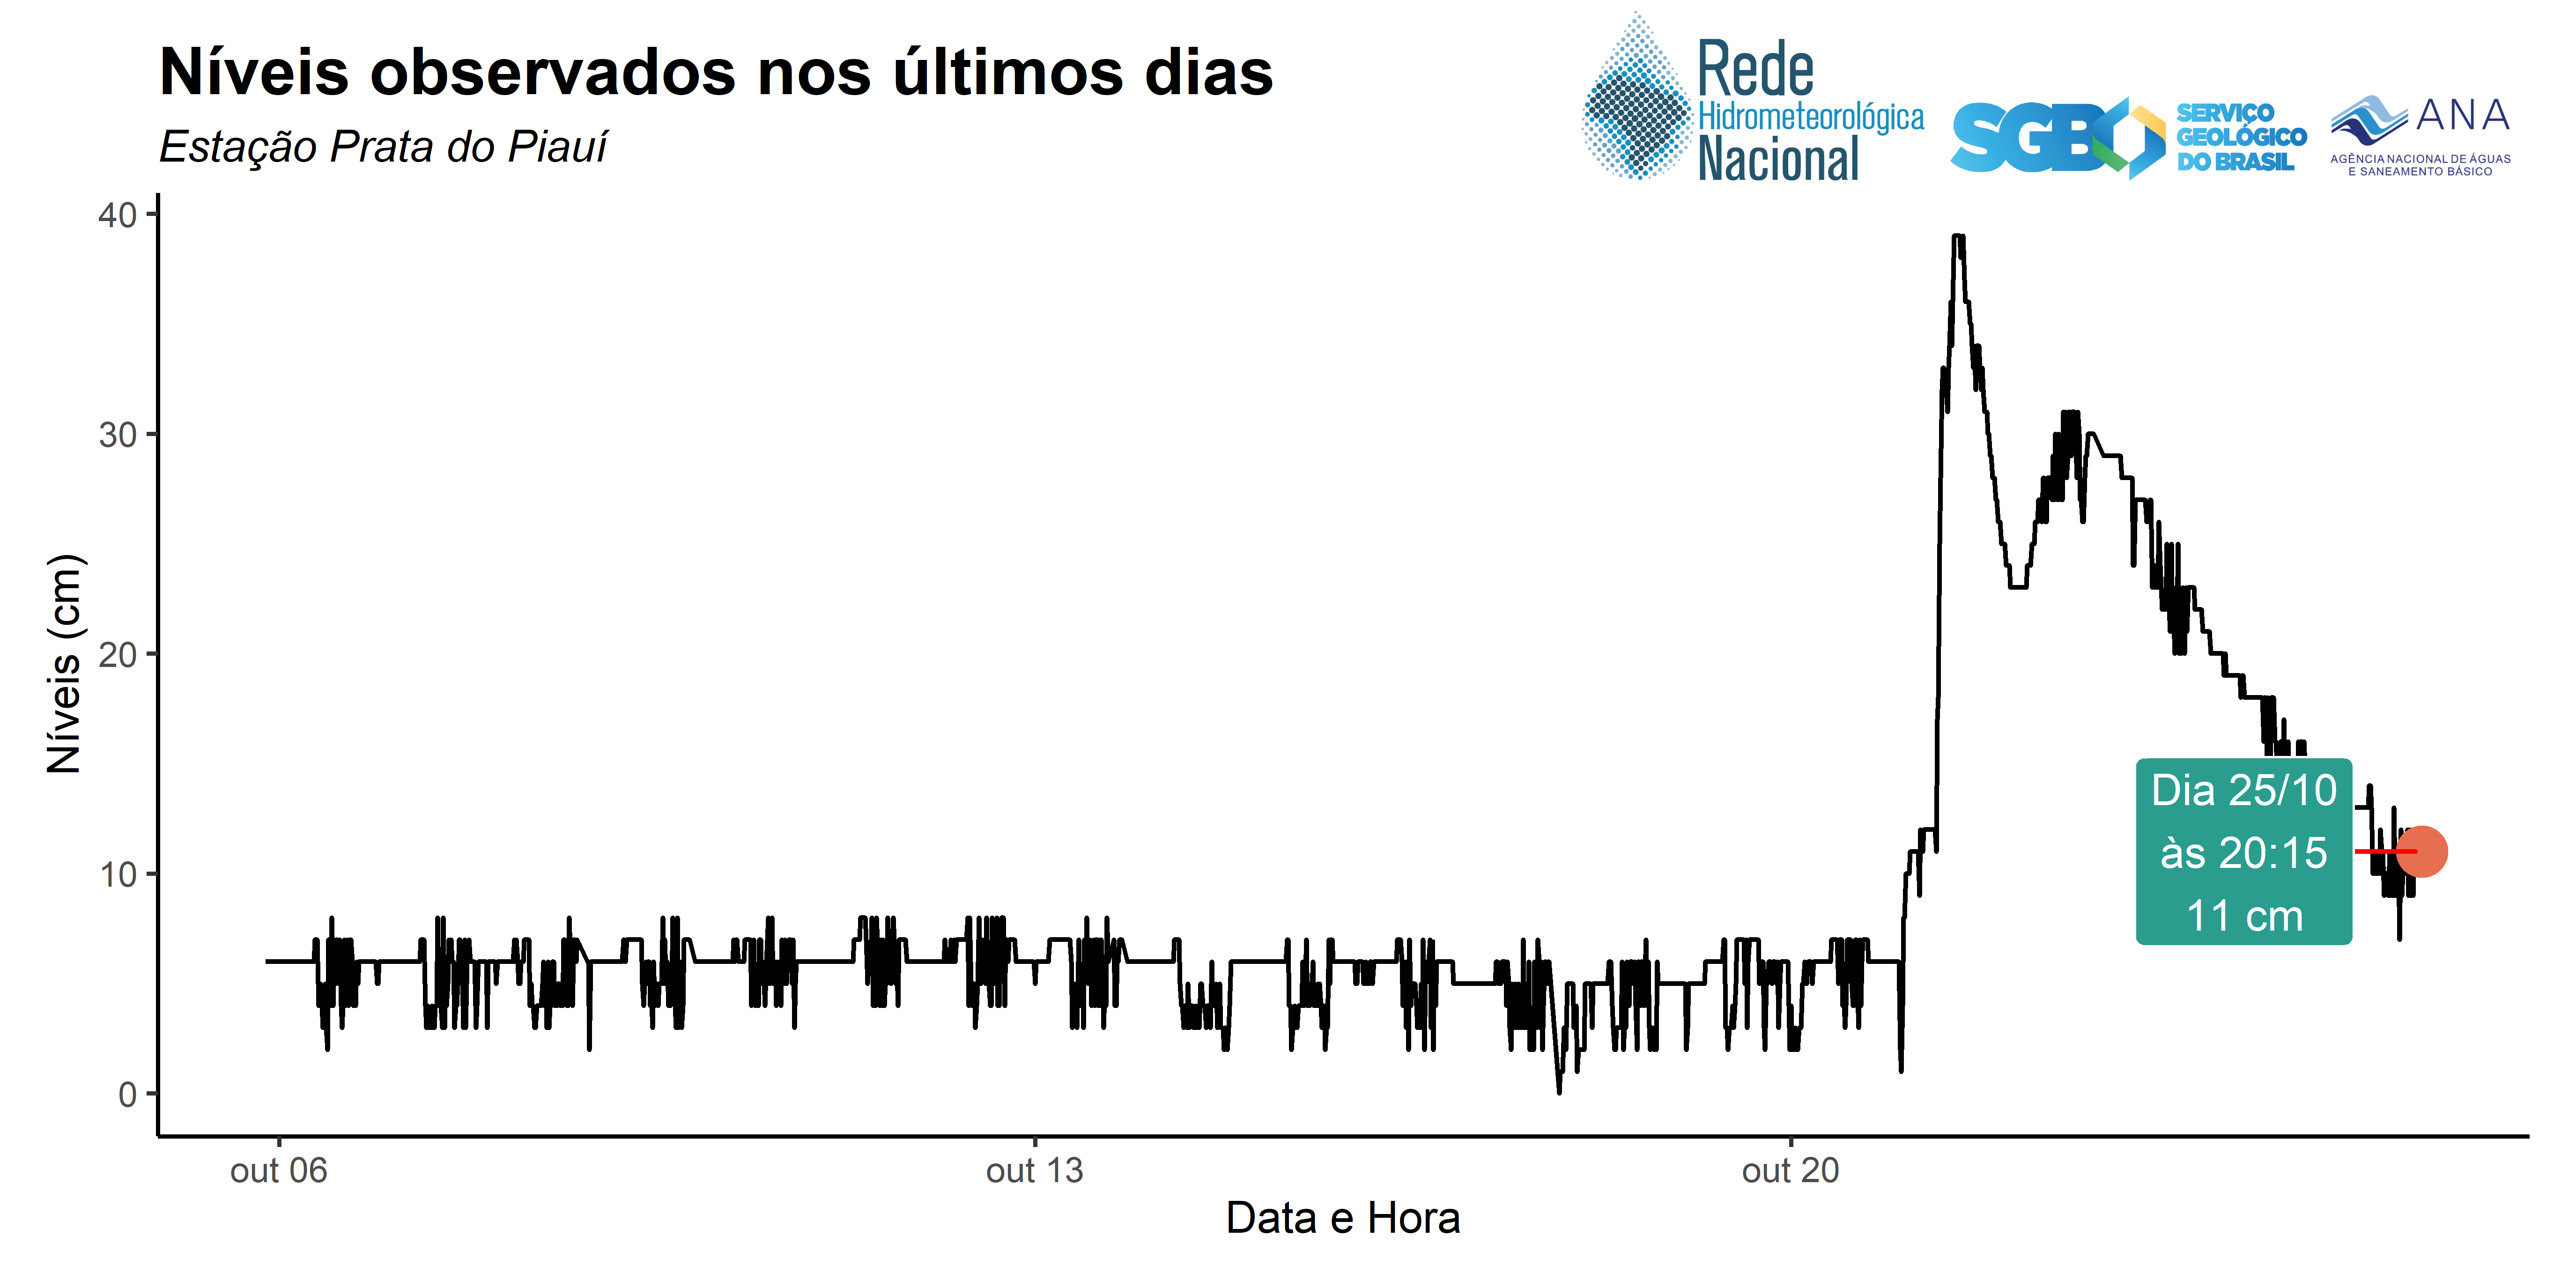 Níveis observados nos últimos dias
Estação Prata do Piauí
Rede
Hidrometeorológica
Nacional
SGB
SERVIÇO
GEOLÓGICO
DO BRASIL
ANA
AGÊNCIA NACIONAL DE ÁGUAS
E SANEAMENTO BÁSICO
Níveis (cm)
40
30
20
10
0
Dia 25/10
às 20:15
11 cm
out 06
out 13
out 20
Data e Hora